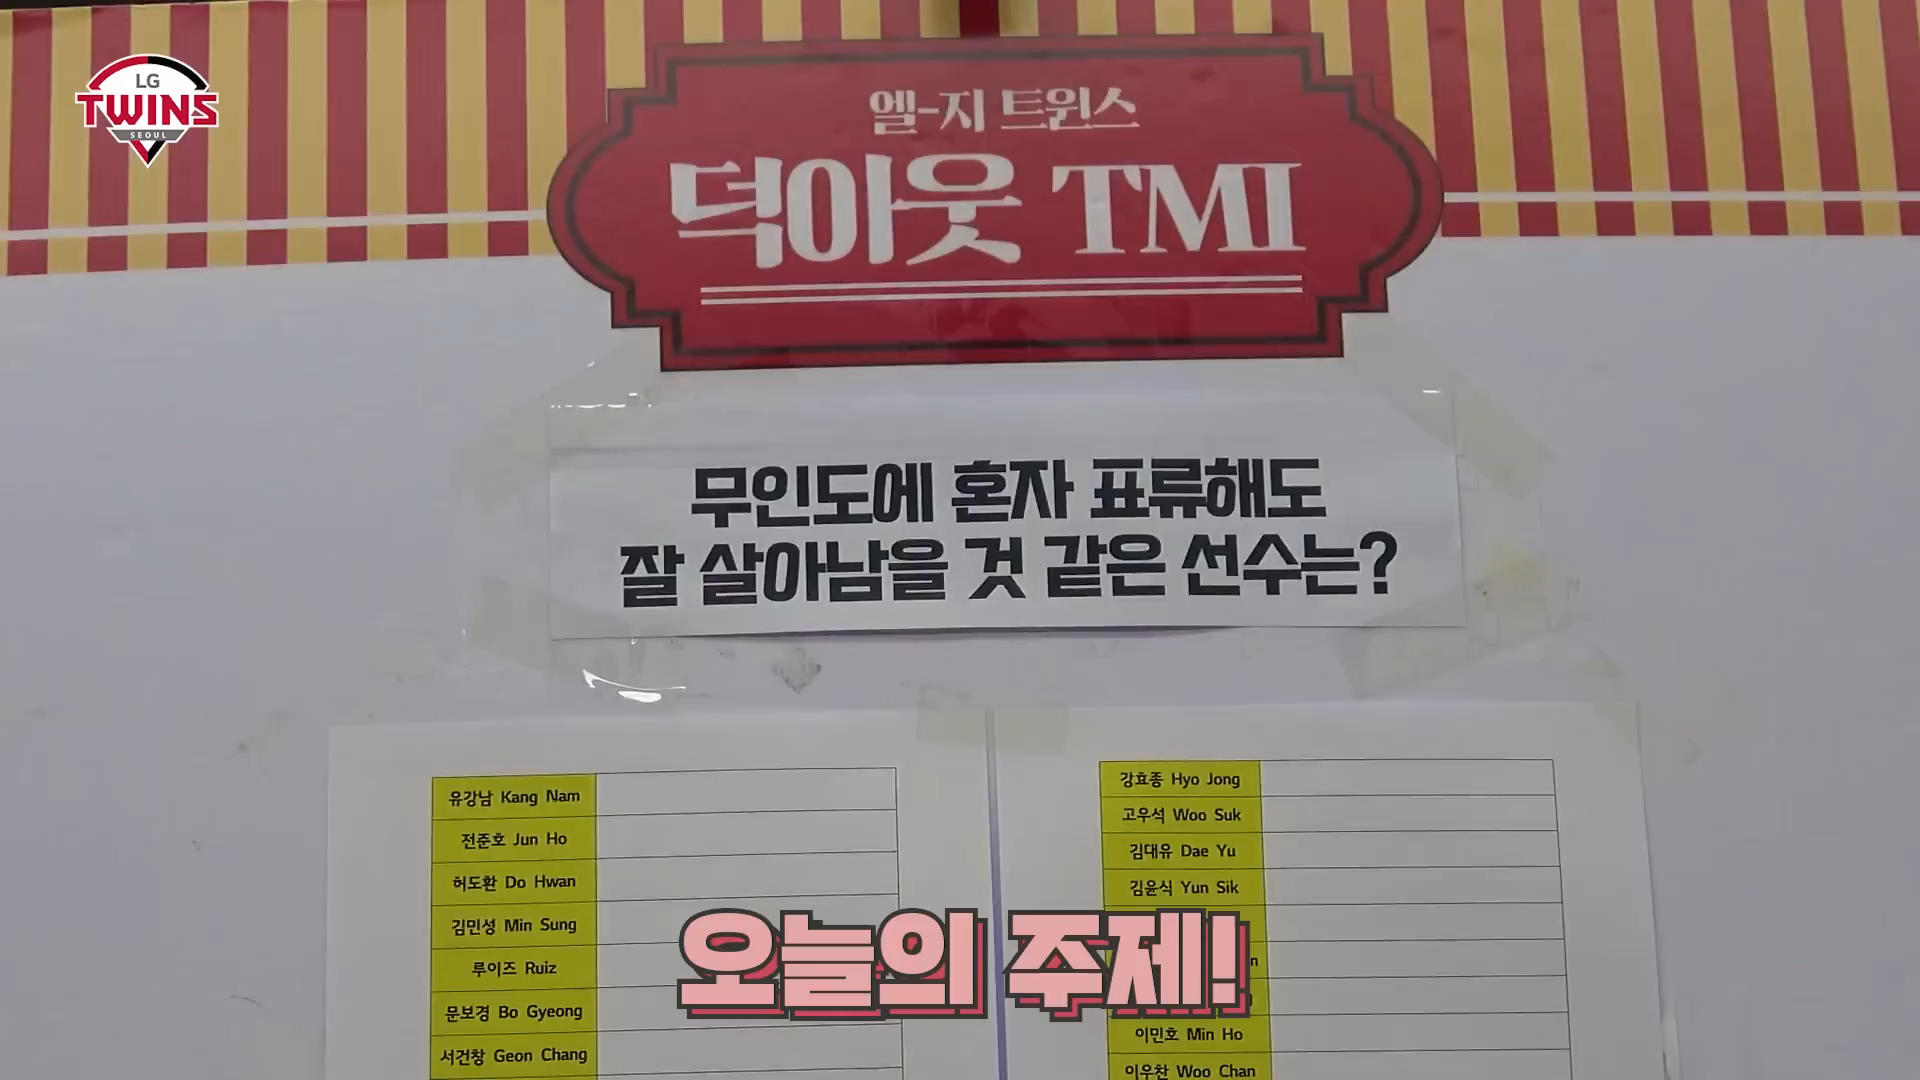 LG
TWINS
SEOUL
엘-지 트윈스
덕아웃 TMI
무인도에 혼자 표류해도
잘 살아남을 것 같은 선수는?
유강남 Kang Nam
전준호 Jun Ho
허도환 Do Hwan
김민성 Min Sung
루이즈 Ruiz
문보경 Bo Gyeong
서건창 Geon Chang
강효종 Hyo Jong
고우석 Woo Suk
김대유 Dae Yu
김윤식 Yun Sik
이민호 Min Ho
이우찬 Woo Chan
오늘의 주제!